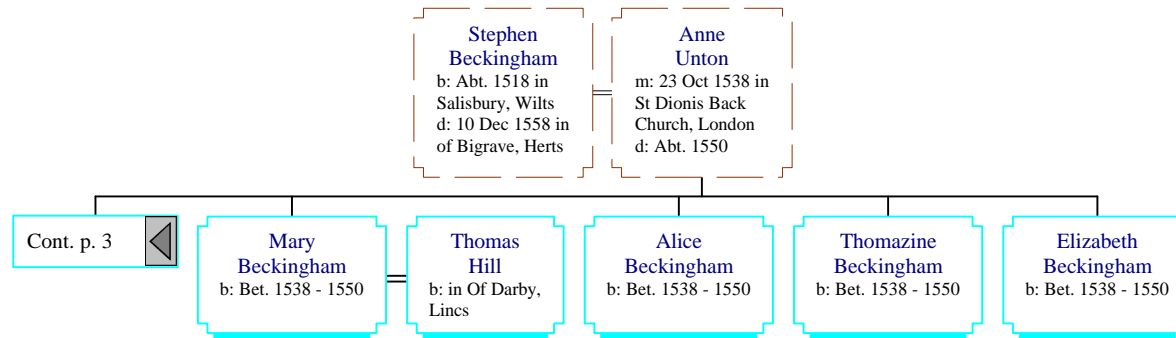 Stephen
Beckingham
b: Abt. 1518 in
Salisbury, Wilts
d: 10 Dec 1558 in
of Bigrave, Herts
Anne
Unton
m: 23 Oct 1538 in
St Dionis Back
Church, London
d: Abt. 1550
Cont. p. 3
Mary
Beckingham
b: Bet. 1538 - 1550
Thomas
Hill
b: in Of Darby,
Lincs
Alice
Beckingham
b: Bet. 1538 - 1550
Thomazine
Beckingham
b: Bet. 1538 - 1550
Elizabeth
Beckingham
b: Bet. 1538 - 1550